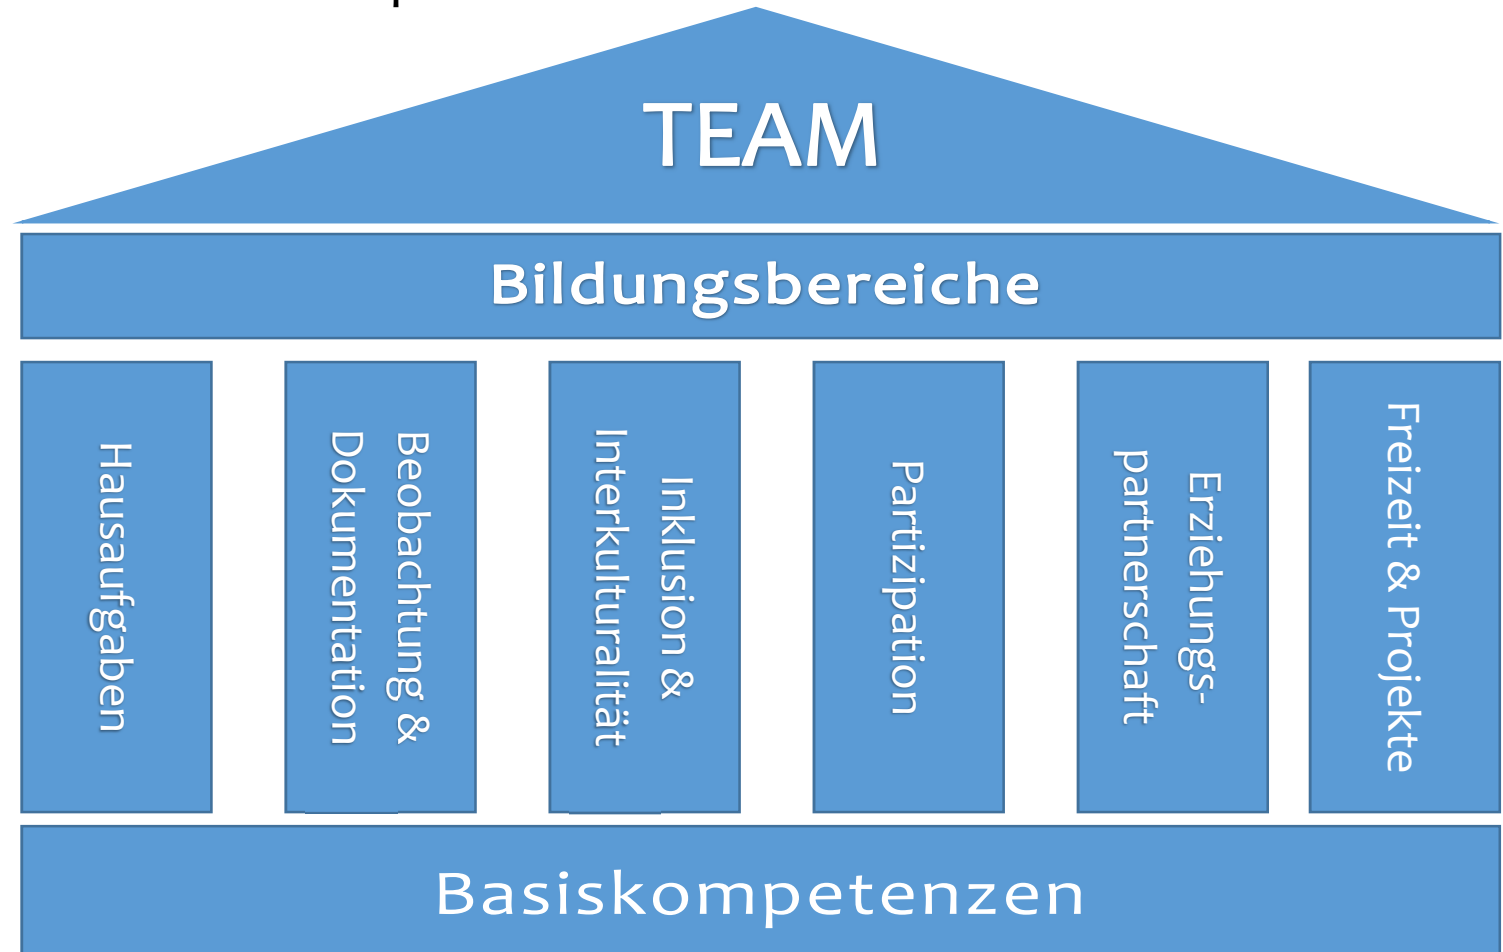 TEAM
Bildungsbereiche
Hausaufgaben
Beobachtung &
Dokumentation
Inklusion &
Interkulturalität
Partizipation
Erziehungs-
partnerschaft
Freizeit & Projekte
Basiskompetenzen